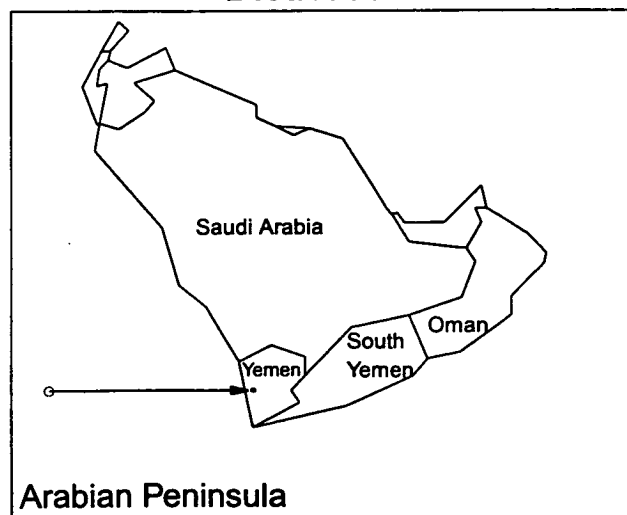 Saudi Arabia
Yemen
South
Yemen
Oman
Arabian Peninsula